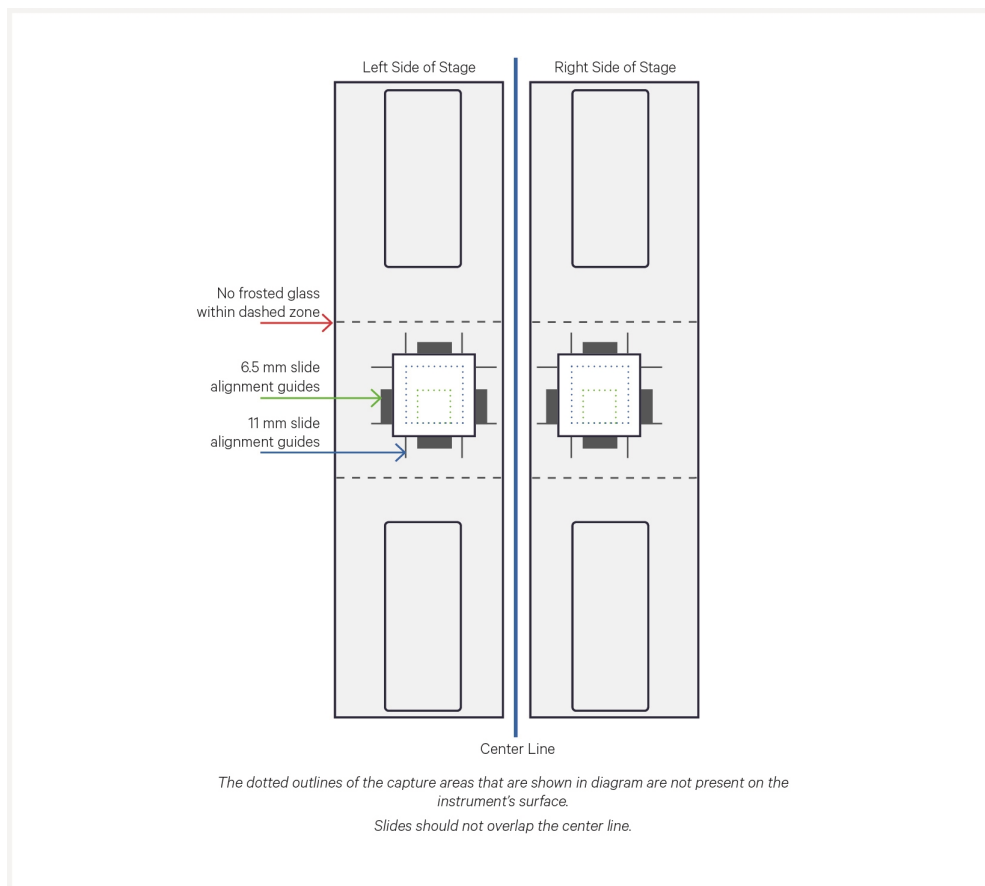 Left Side of Stage
Right Side of Stage
No frosted glass
within dashed zone
6.5 mm slide
alignment guides
11 mm slide
alignment guides
Center Line
The dotted outlines of the capture areas that are shown in diagram are not present on the
instrument's surface.
Slides should not overlap the center line.